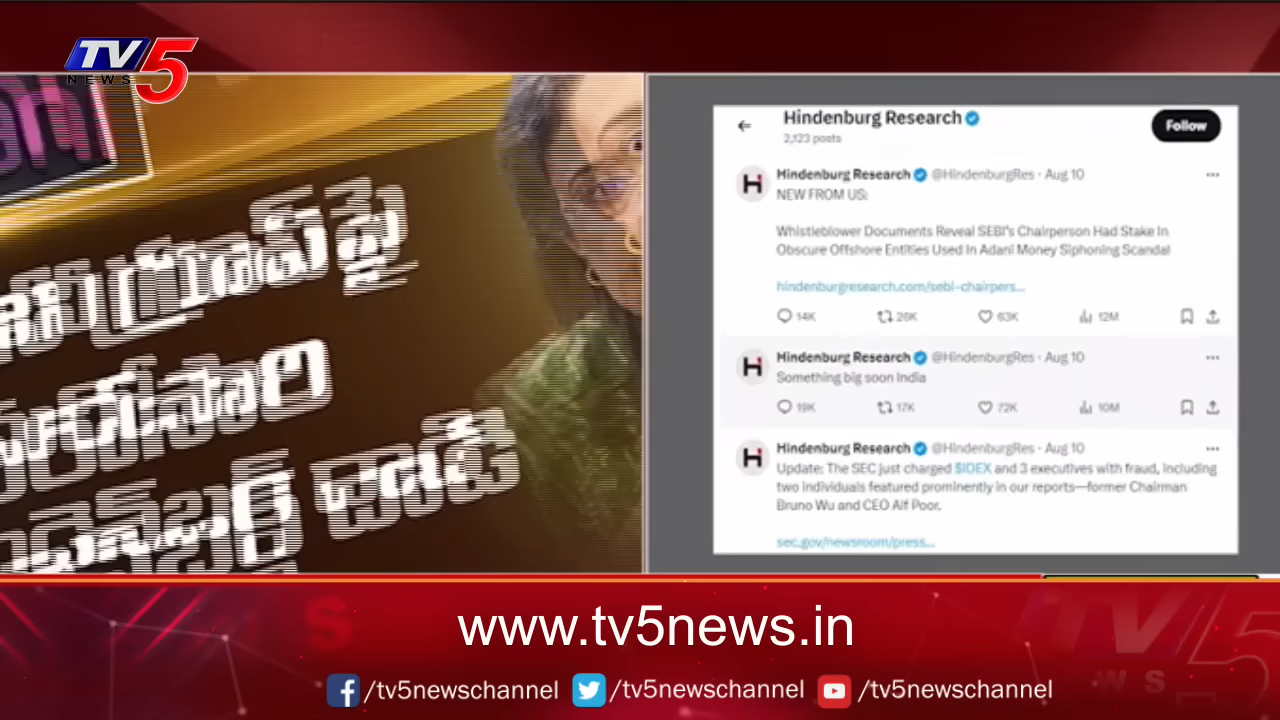 TV5
NEWS
గ్రూప్‌పై
Hindenburg Research
2,123 posts
Follow
Hindenburg Research @HindenburgRes · Aug 10
NEW FROM US:
Whistleblower Documents Reveal SEBI's Chairperson Had Stake In
Obscure Offshore Entities Used In Adani Money Siphoning Scandal
hindenburgresearch.com/sebi-chairpers...
14K 26K 63K 12M
Hindenburg Research @HindenburgRes · Aug 10
Something big soon India
19K 17K 72K 10M
Hindenburg Research @HindenburgRes · Aug 10
Update: The SEC just charged $IDEX and 3 executives with fraud, including
two individuals featured prominently in our reports—former Chairman
Bruno Wu and CEO Alf Poor.
sec.gov/newsroom/press...
www.tv5news.in
/tv5newschannel /tv5newschannel /tv5newschannel